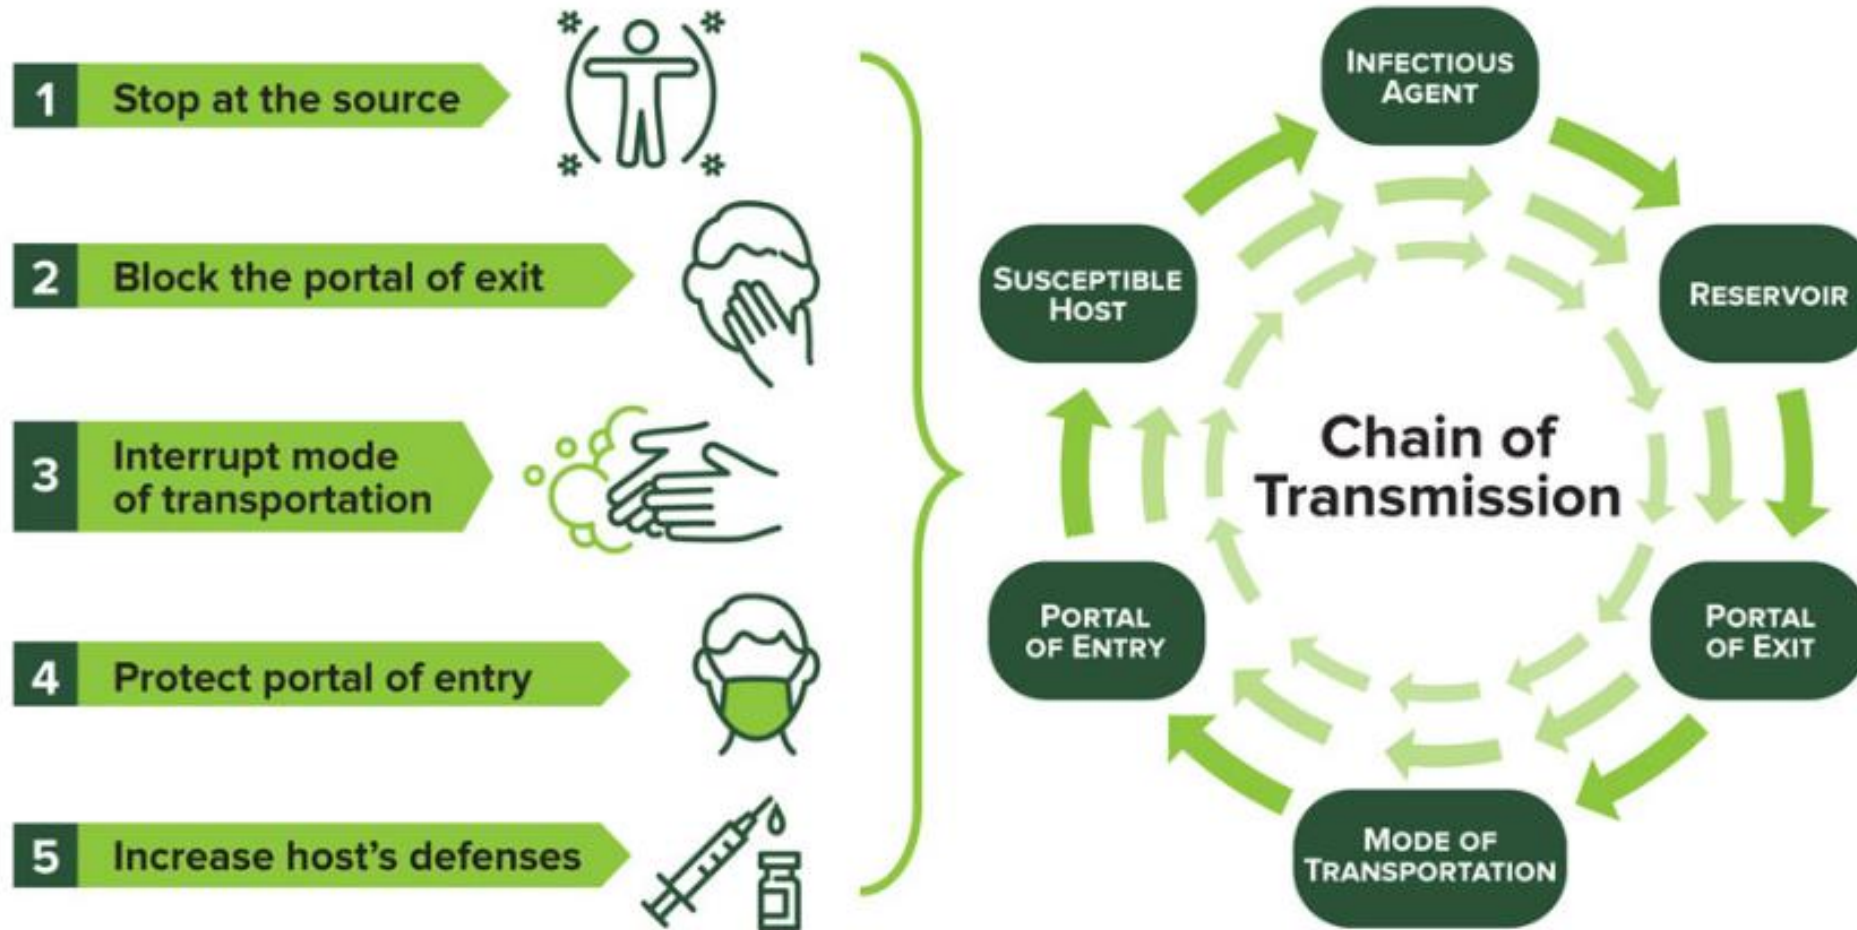 1
Stop at the source
2
Block the portal of exit
3
Interrupt mode
of transportation
4
Protect portal of entry
5
Increase host's defenses
INFECTIOUS
AGENT
RESERVOIR
PORTAL
OF EXIT
MODE OF
TRANSPORTATION
PORTAL
OF ENTRY
SUSCEPTIBLE
HOST
Chain of
Transmission